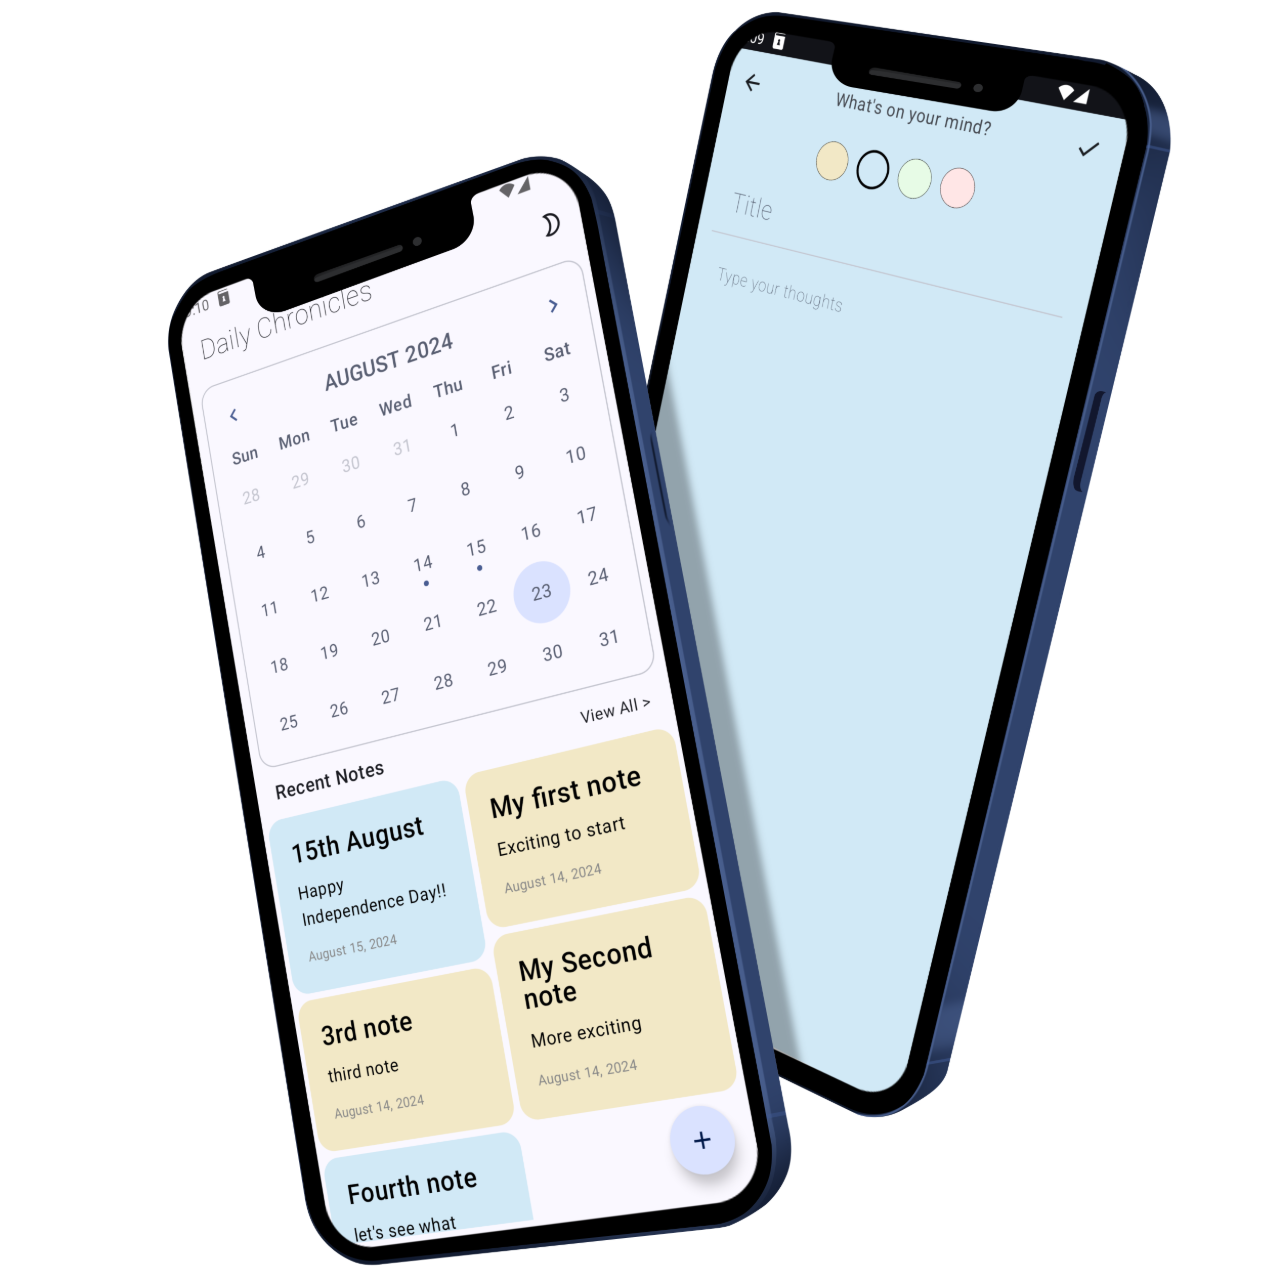 Daily Chronicles
AUGUST 2024
Sun Mon Tue Wed Thu Fri Sat
28 29 30 31 1 2 3
4 5 6 7 8 9 10
11 12 13 14 15 16 17
18 19 20 21 22 23 24
25 26 27 28 29 30 31
Recent Notes
View All >
15th August
Happy
Independence Day!!
August 15, 2024
My first note
Exciting to start
August 14, 2024
3rd note
third note
August 14, 2024
My Second
note
More exciting
August 14, 2024
Fourth note
let's see what
+
What's on your mind?
Title
Type your thoughts